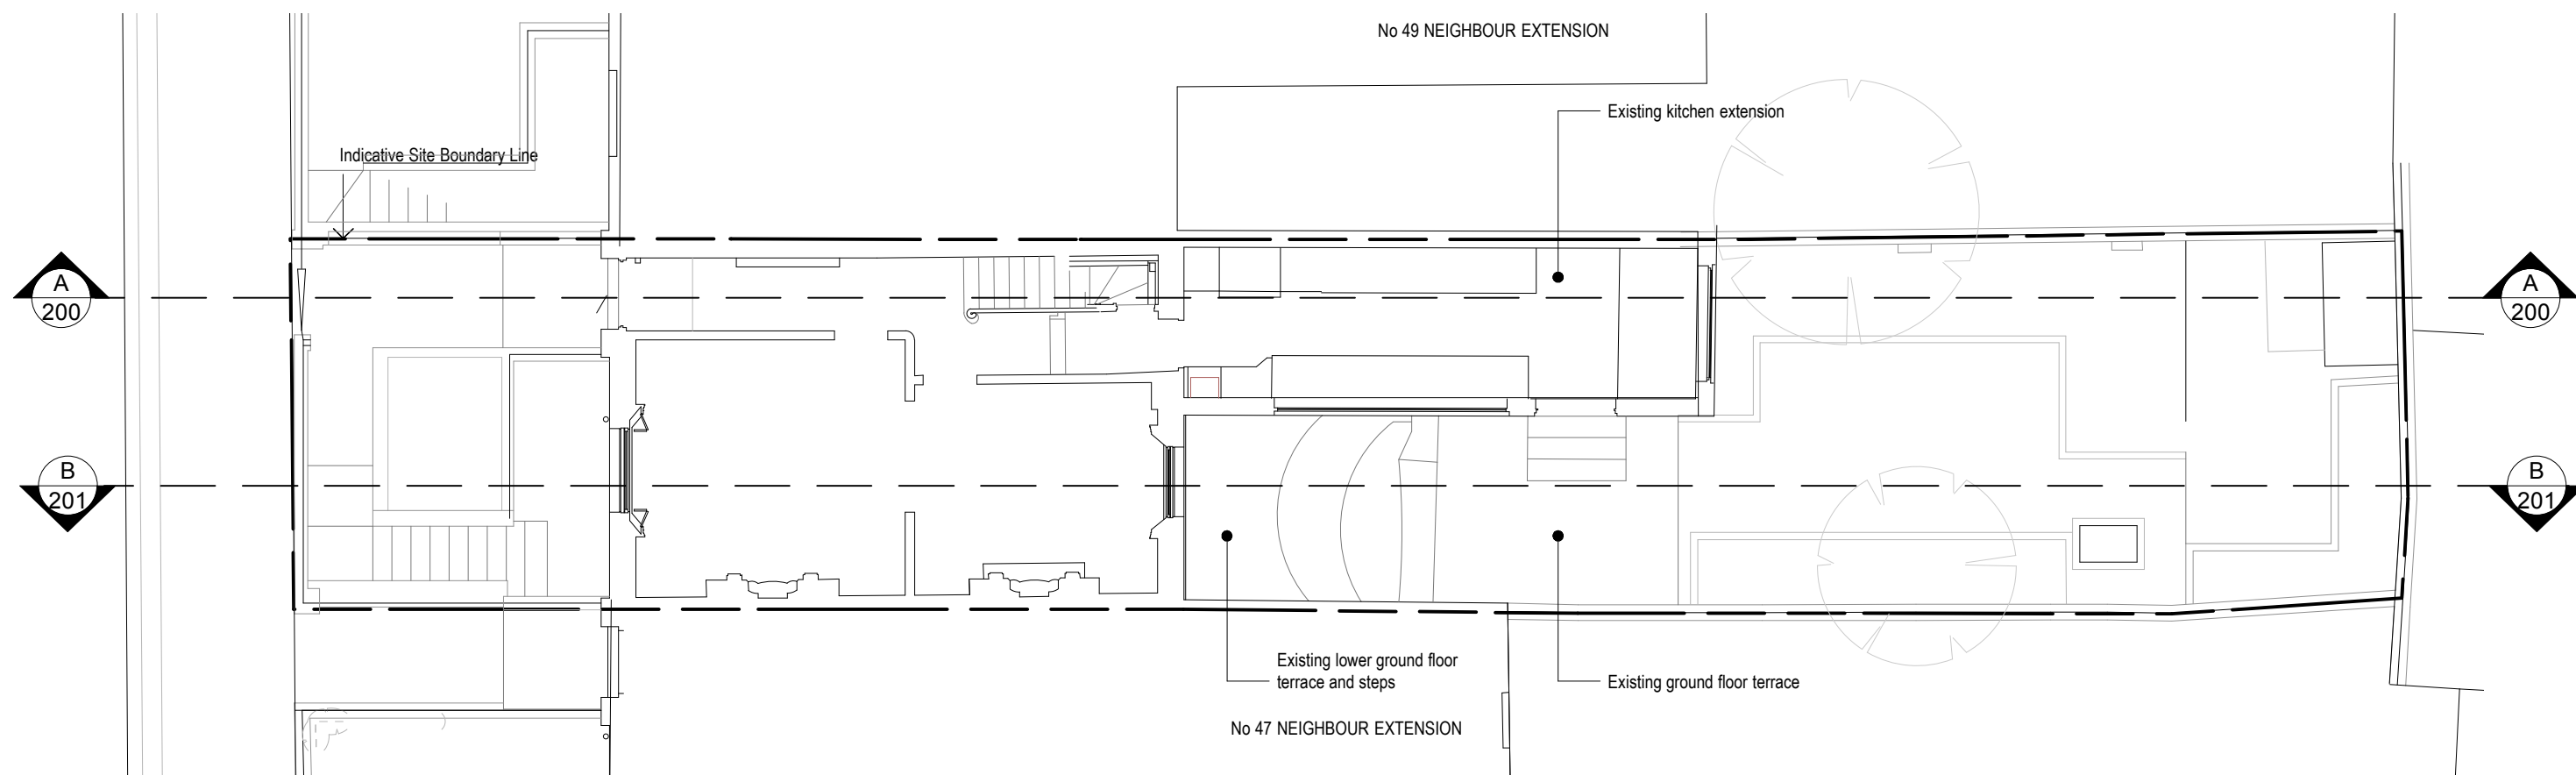 No 49 NEIGHBOUR EXTENSION
Existing kitchen extension
Indicative Site Boundary Line
A
200
A
200
B
201
B
201
Existing lower ground floor
terrace and steps
Existing ground floor terrace
No 47 NEIGHBOUR EXTENSION